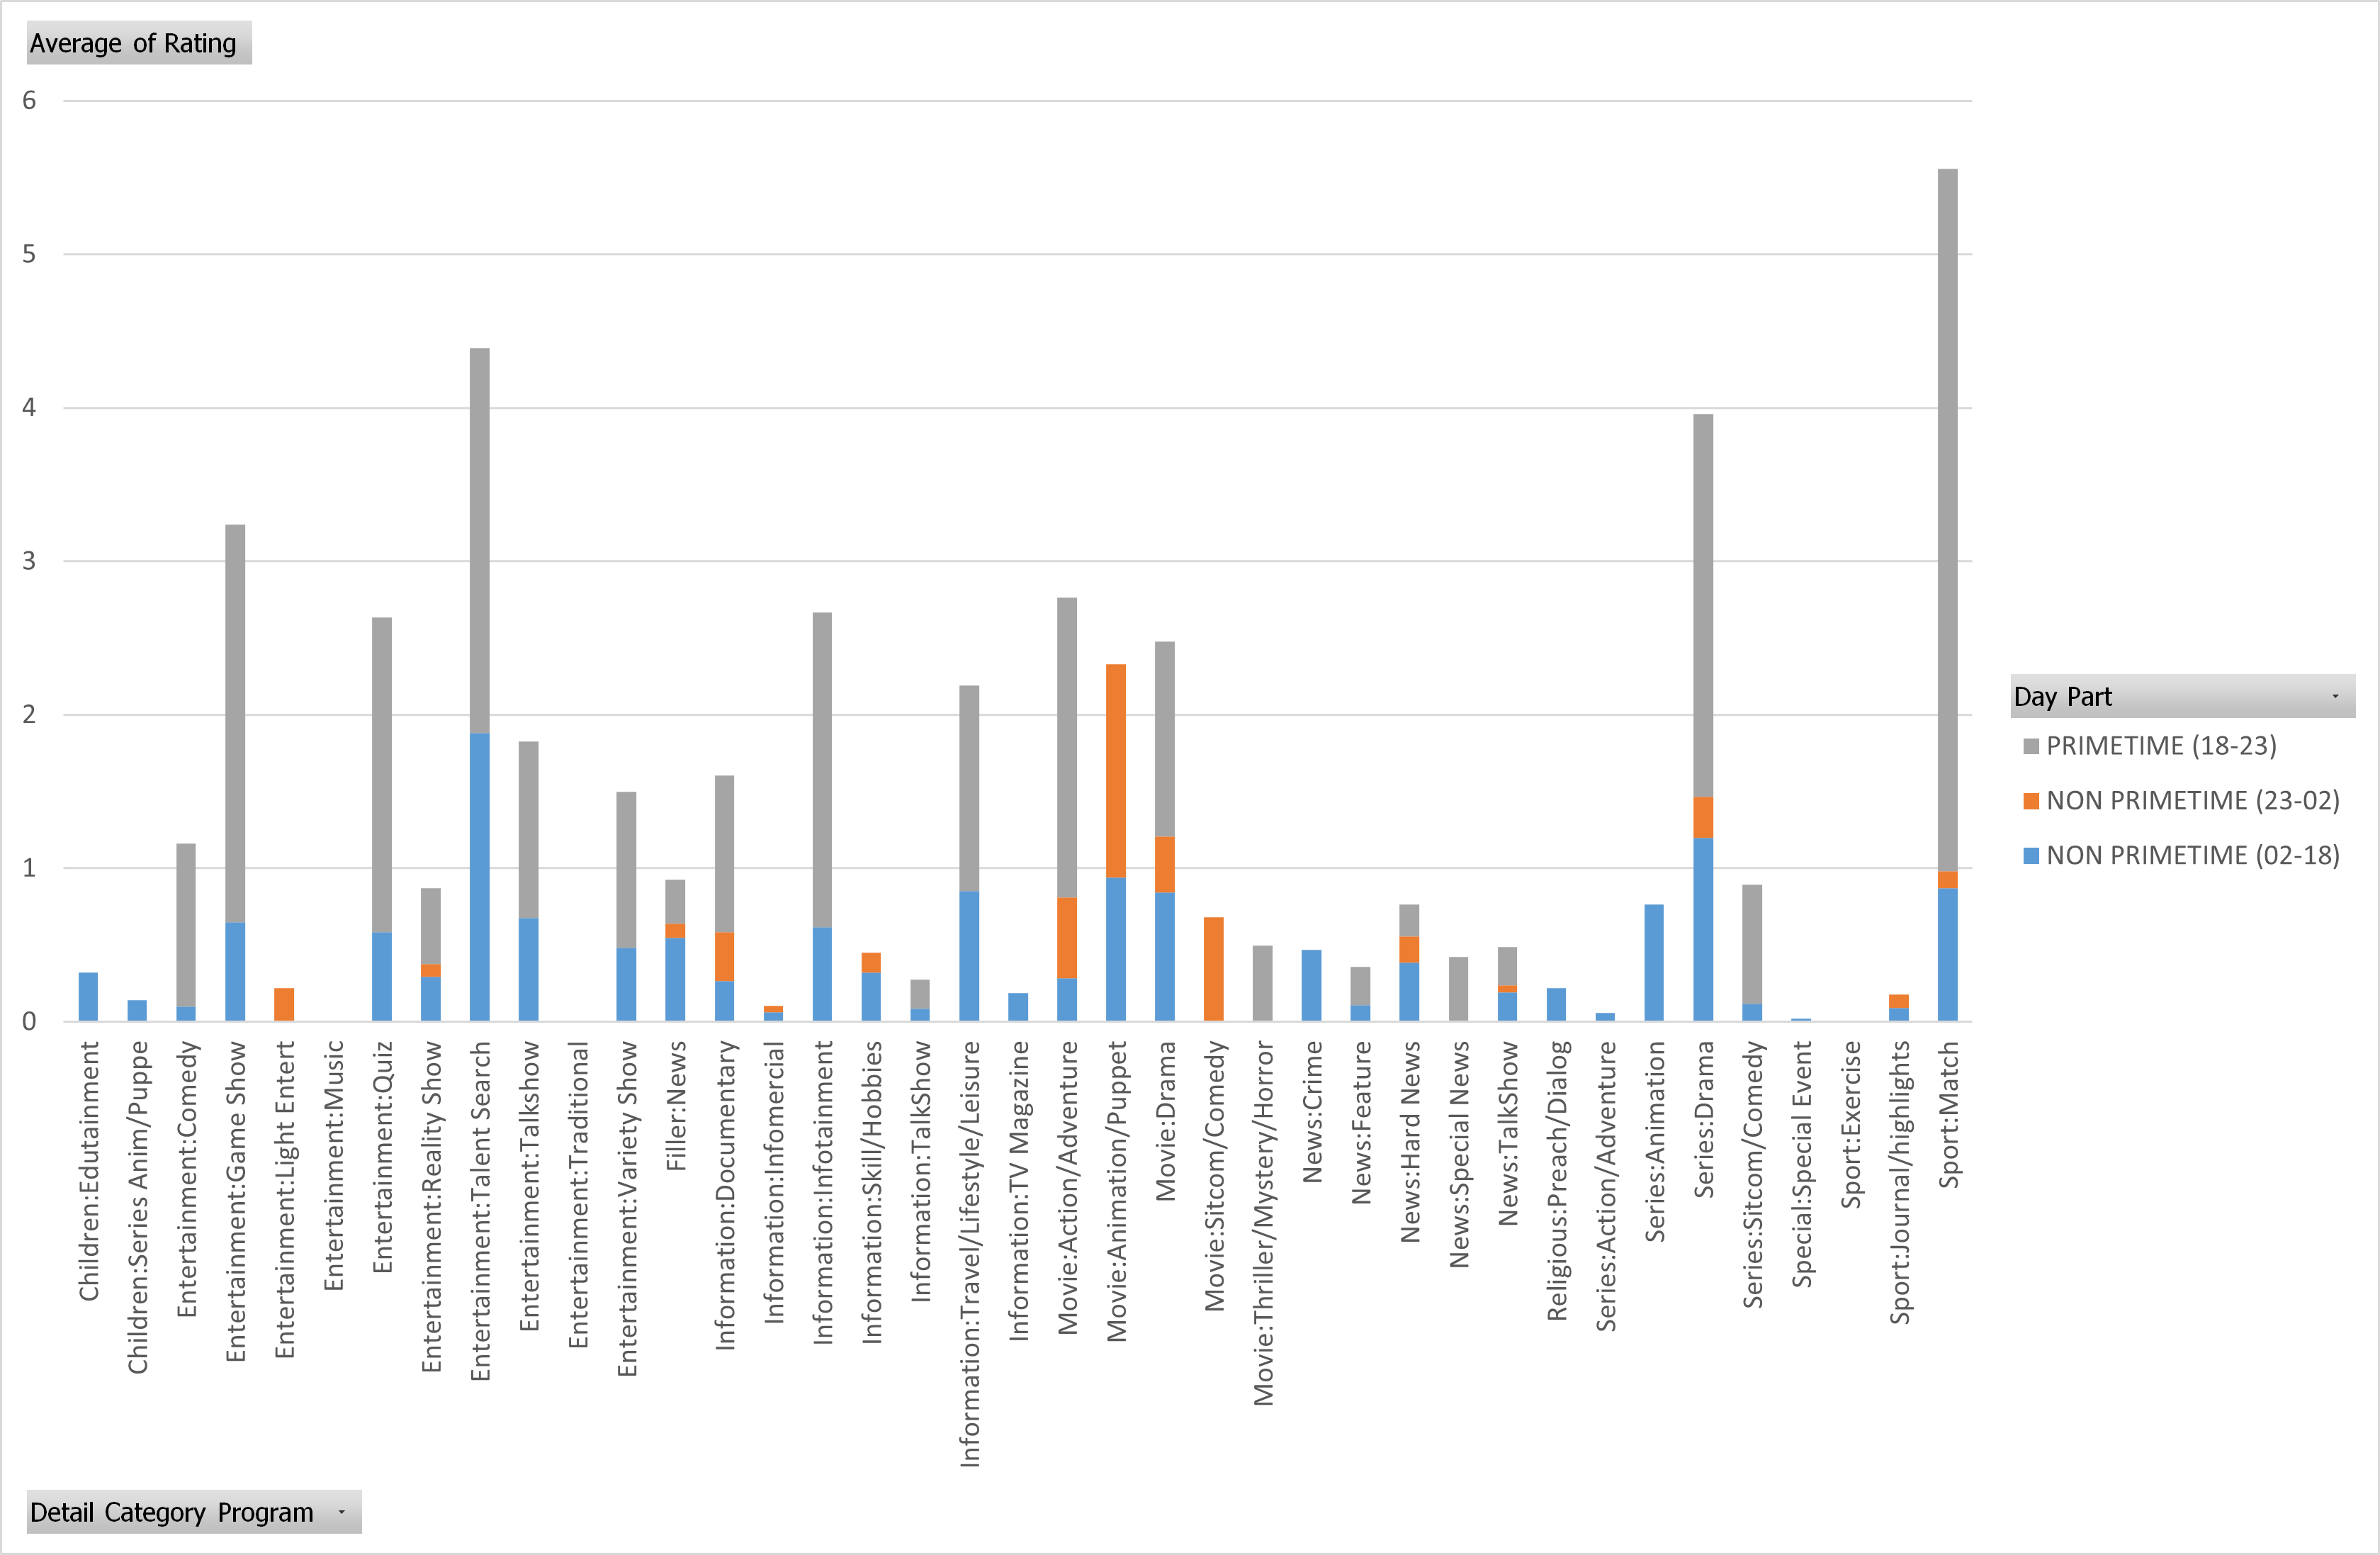 Average of Rating
6
5
4
3
2
1
0
Day Part
PRIMETIME (18-23)
NON PRIMETIME (23-02)
NON PRIMETIME (02-18)
Children:Edutainment
Children:Series Anim/Puppe
Entertainment:Comedy
Entertainment:Game Show
Entertainment:Light Entert
Entertainment:Music
Entertainment:Quiz
Entertainment:Reality Show
Entertainment:Talent Search
Entertainment:Talkshow
Entertainment:Traditional
Entertainment:Variety Show
Filler:News
Information:Documentary
Information:Infomercial
Information:Infotainment
Information:Skill/Hobbies
Information:TalkShow
Information:Travel/Lifestyle/Leisure
Information:TV Magazine
Movie:Action/Adventure
Movie:Animation/Puppet
Movie:Drama
Movie:Sitcom/Comedy
Movie:Thriller/Mystery/Horror
News:Crime
News:Feature
News:Hard News
News:Special News
News:TalkShow
Religious:Preach/Dialog
Series:Action/Adventure
Series:Animation
Series:Drama
Series:Sitcom/Comedy
Special:Special Event
Sport:Exercise
Sport:Journal/highlights
Sport:Match
Detail Category Program